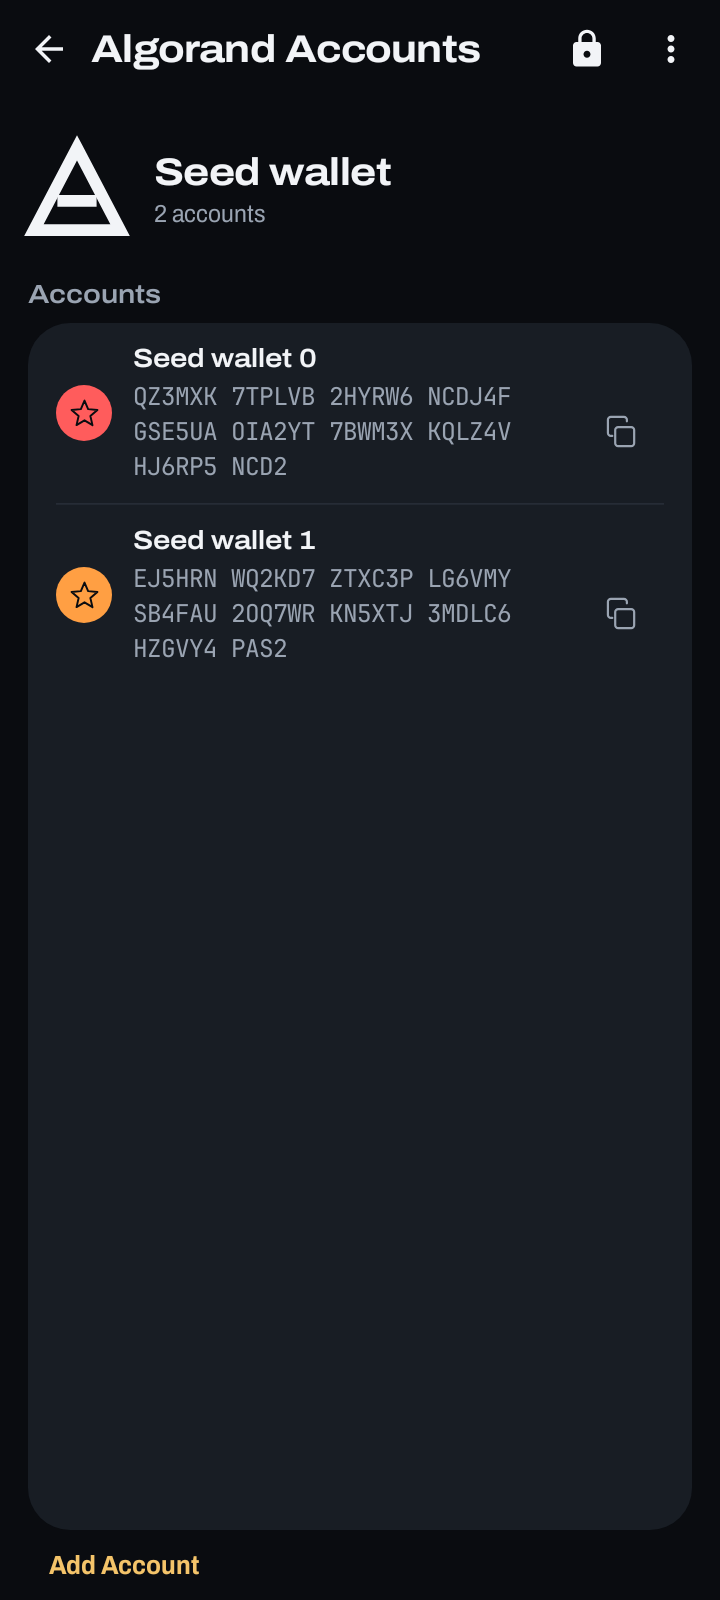 Algorand Accounts
Seed wallet
2 accounts
Accounts
Seed wallet 0
QZ3MXK 7TPLVB 2HYRW6 NCDJ4F
GSE5UA OIA2YT 7BWM3X KQLZ4V
HJ6RP5 NCD2
Seed wallet 1
EJ5HRN WQ2KD7 ZTXC3P LG6VMY
SB4FAU 2OQ7WR KN5XTJ 3MDLC6
HZGVY4 PAS2
Add Account